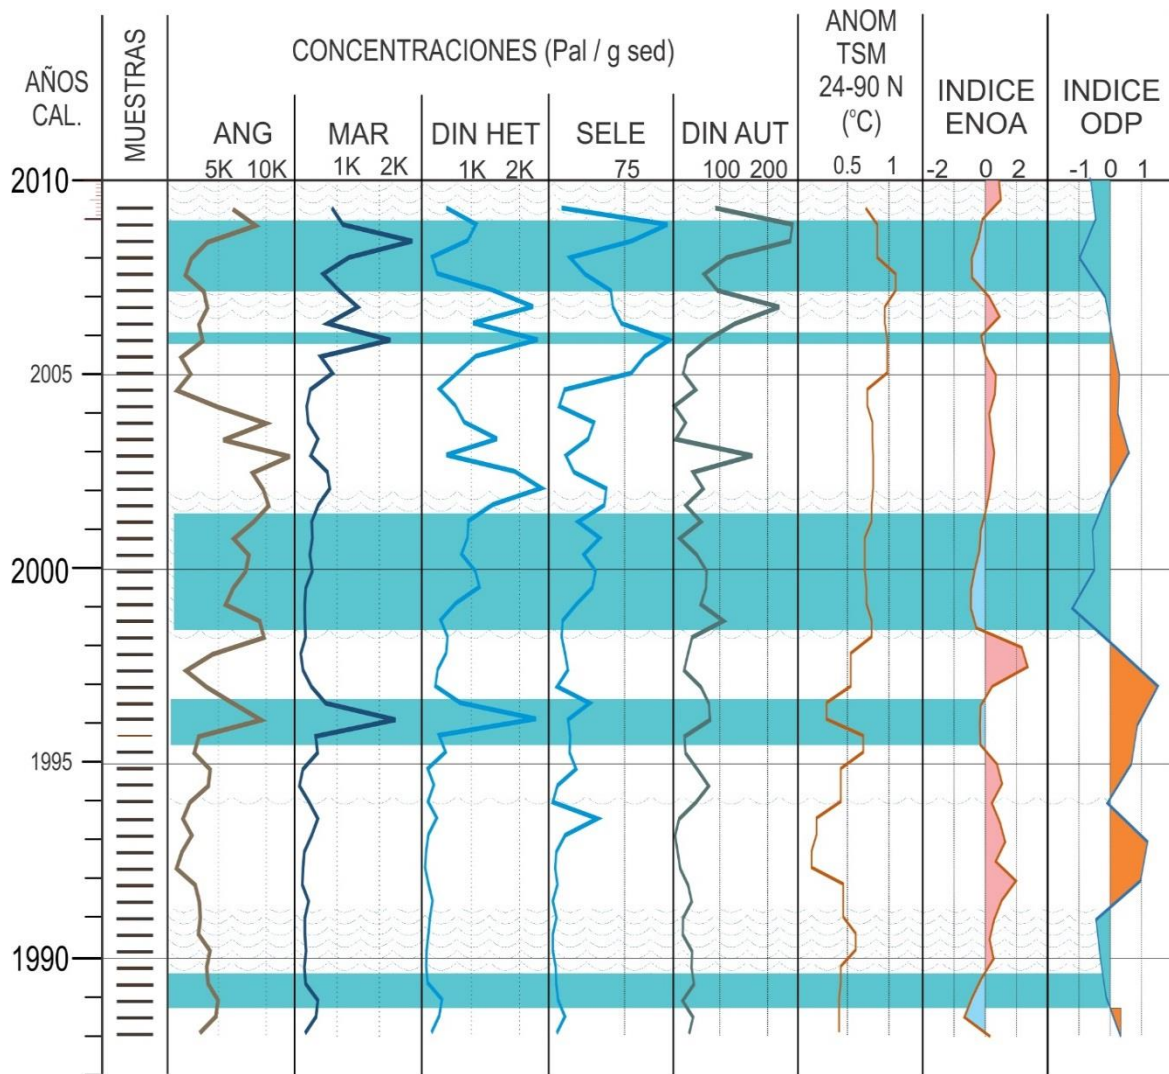 AÑOS
CAL.
MUESTRAS
CONCENTRACIONES (Pal / g sed)
ANG
5K 10K
MAR
1K 2K
DIN HET
1K 2K
SELE
75
DIN AUT
100 200
ANOM
TSM
24-90 N
(°C)
0.5 1
INDICE
ENOA
-2 0 2
INDICE
ODP
-1 0 1
2010
2005
2000
1995
1990